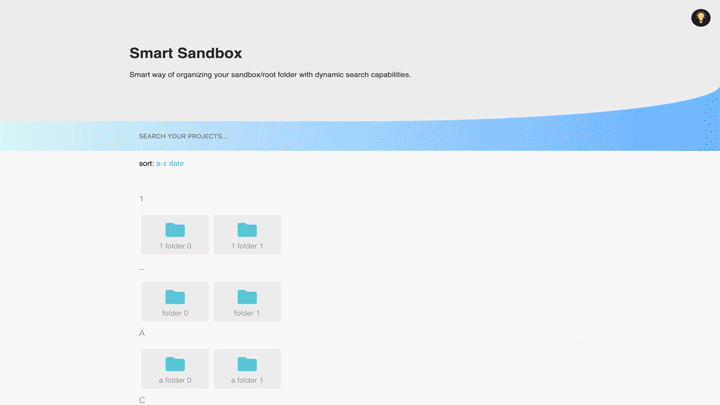 Smart Sandbox
Smart way of organizing your sandbox/root folder with dynamic search capabilities.
SEARCH YOUR PROJECTS...
sort: a-z date
1
1 folder 0
1 folder 1
_
folder 0
folder 1
A
a folder 0
a folder 1
C